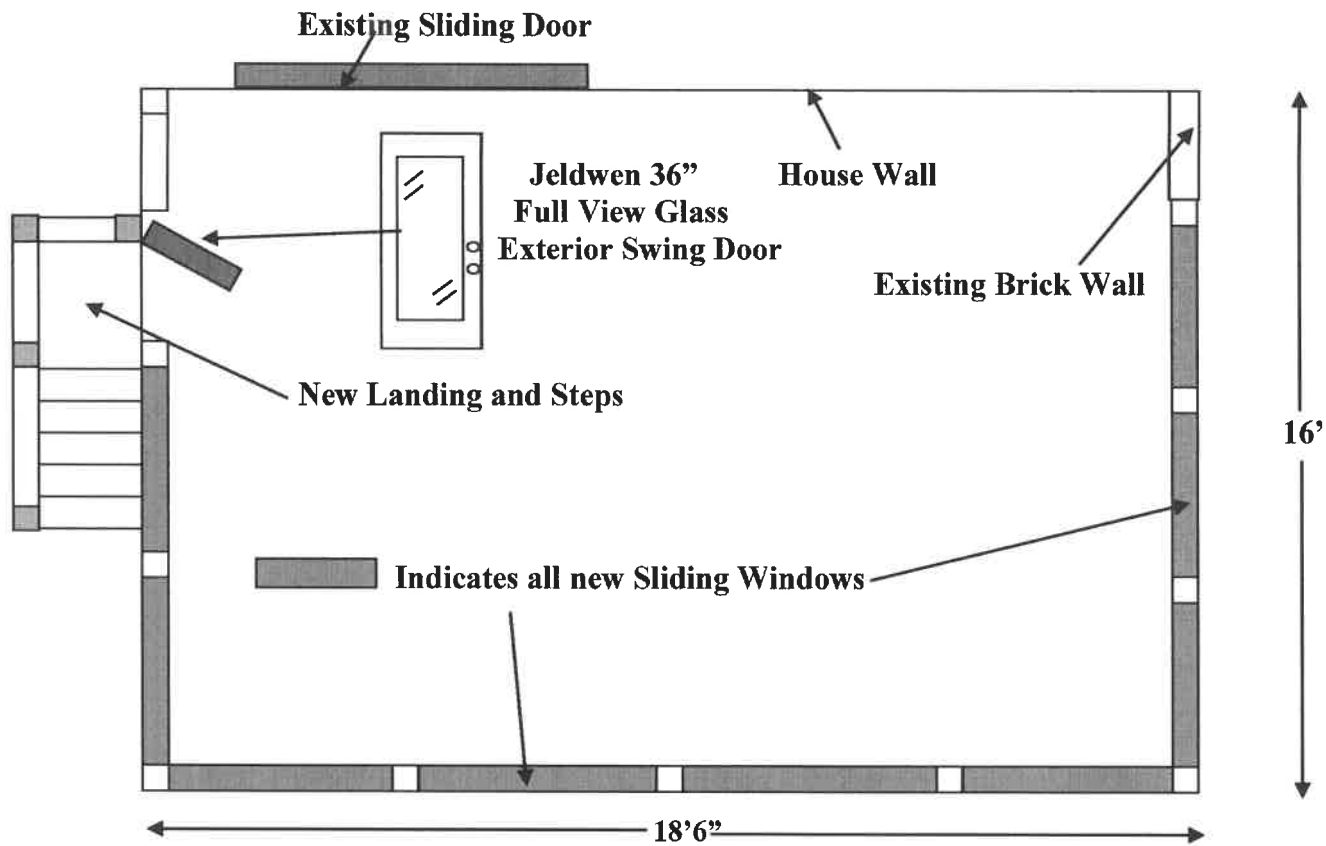 Existing Sliding Door
Jeldwen 36”
Full View Glass
Exterior Swing Door
House Wall
Existing Brick Wall
New Landing and Steps
16’
Indicates all new Sliding Windows
18’6”